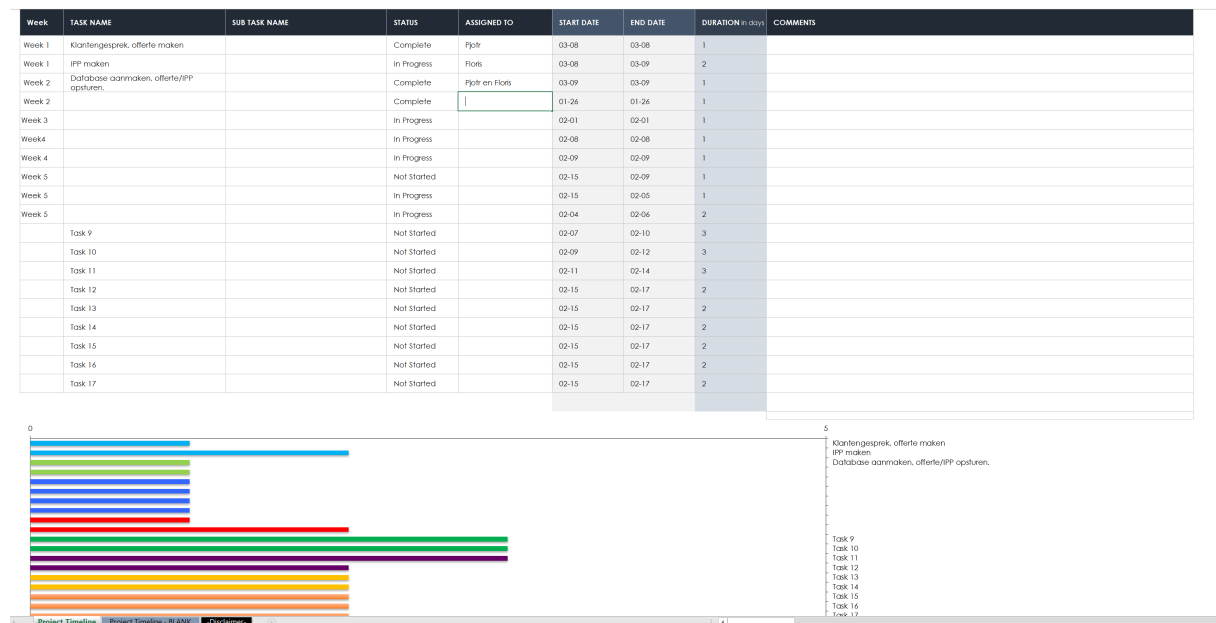 Week TASK NAME SUB TASK NAME STATUS ASSIGNED TO START DATE END DATE DURATION in days COMMENTS
Week 1 Klantengesprek, offerte maken Complete Pjotr 03-08 03-08 1
Week 1 IPP maken In Progress Floris 03-08 03-09 2
Week 2 Database aanmaken, offerte/IPP
opsturen. Complete Pjotr en Floris 03-09 03-09 1
Week 2 Complete 01-26 01-26 1
Week 3 In Progress 02-01 02-01 1
Week4 In Progress 02-08 02-08 1
Week 4 In Progress 02-09 02-09 1
Week 5 Not Started 02-15 02-09 1
Week 5 In Progress 02-15 02-05 1
Week 5 In Progress 02-04 02-06 2
Task 9 Not Started 02-07 02-10 3
Task 10 Not Started 02-09 02-12 3
Task 11 Not Started 02-11 02-14 3
Task 12 Not Started 02-15 02-17 2
Task 13 Not Started 02-15 02-17 2
Task 14 Not Started 02-15 02-17 2
Task 15 Not Started 02-15 02-17 2
Task 16 Not Started 02-15 02-17 2
Task 17 Not Started 02-15 02-17 2
0 5
Klantengesprek, offerte maken
IPP maken
Database aanmaken, offerte/IPP opsturen.
Task 9
Task 10
Task 11
Task 12
Task 13
Task 14
Task 15
Task 16
Task 17
Project Timeline Project Timeline - BLANK -Disclaimer-